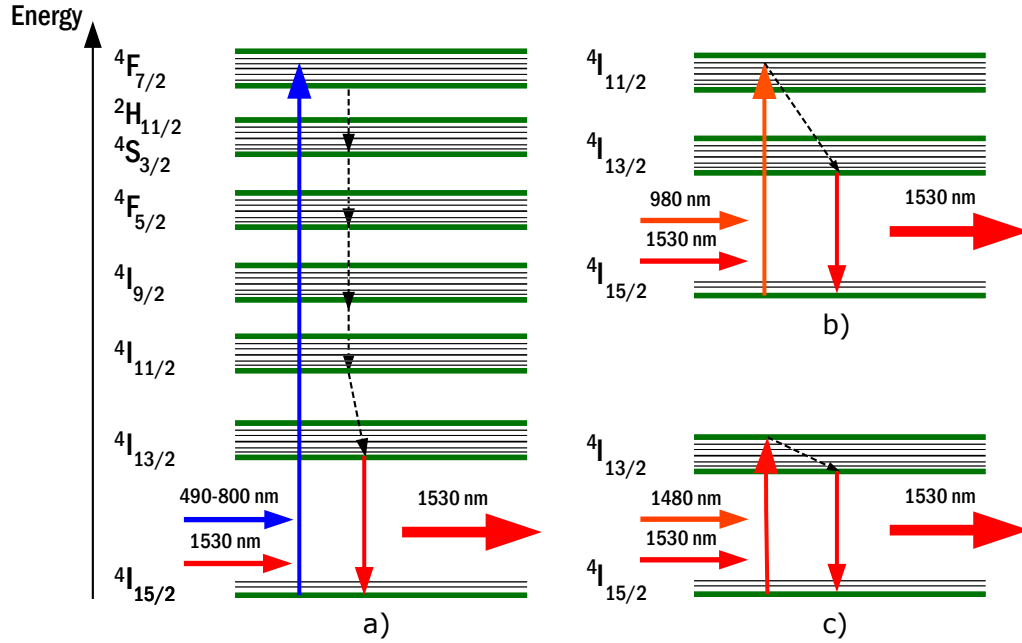 Energy
4F7/2
2H11/2
4S3/2
4F5/2
4I9/2
4I11/2
4I13/2
490-800 nm
1530 nm
1530 nm
4I15/2
a)
4I11/2
4I13/2
980 nm
1530 nm
1530 nm
4I15/2
b)
4I13/2
1480 nm
1530 nm
1530 nm
4I15/2
c)